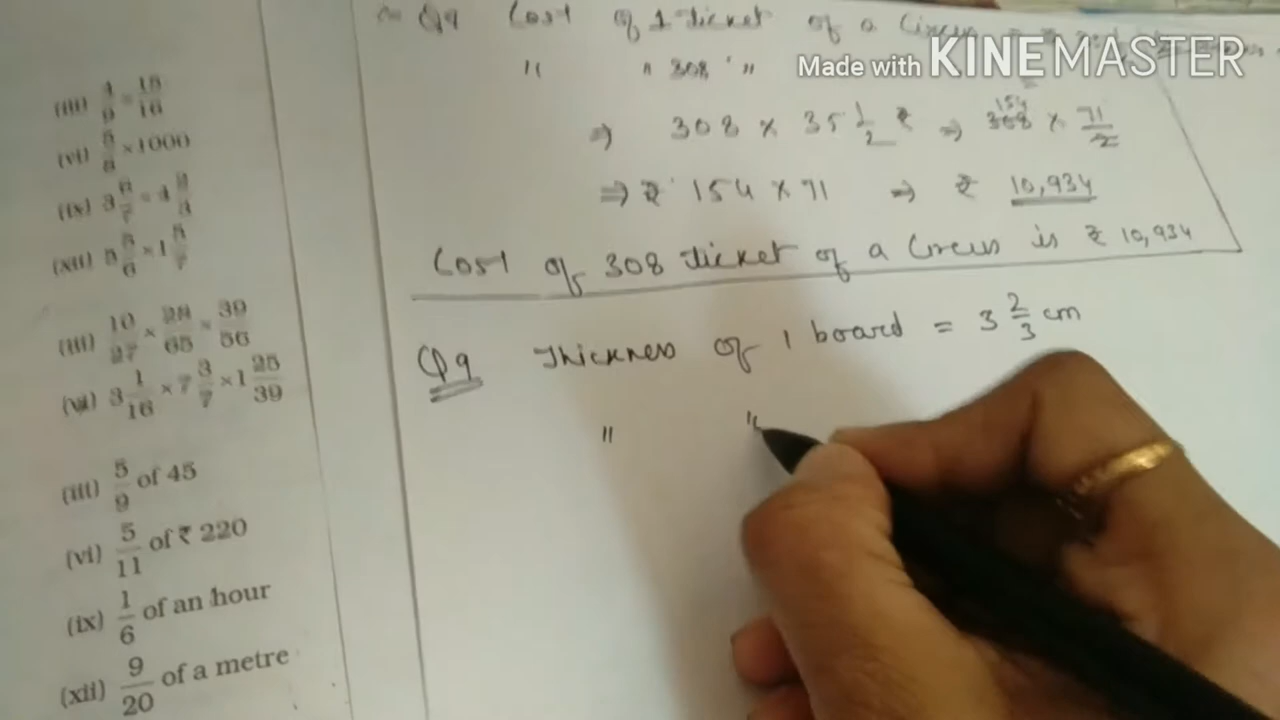 (iii) 4/9 × 15/16
(vi) 5/8 × 1000
(ix) 3 6/7 × 4 2/3
(xii) 5 5/6 × 1 5/7
(iii) 10/27 × 28/65 × 39/56
(vi) 3 1/16 × 7 3/7 × 1 25/39
(iii) 5/9 of 45
(vi) 5/11 of ₹ 220
(ix) 1/6 of an hour
(xii) 9/20 of a metre
Q9 Cost of 1 Ticket of a Circus =
" " 308 " "
Made with KINEMASTER
⇒ 308 × 35 1/2 ₹ ⇒ 154 308 × 71/2
⇒ ₹ 154 × 71 ⇒ ₹ 10,934
Cost of 308 Ticket of a Circus is ₹ 10,934
Q9 Thickness of 1 board = 3 2/3 cm
" "